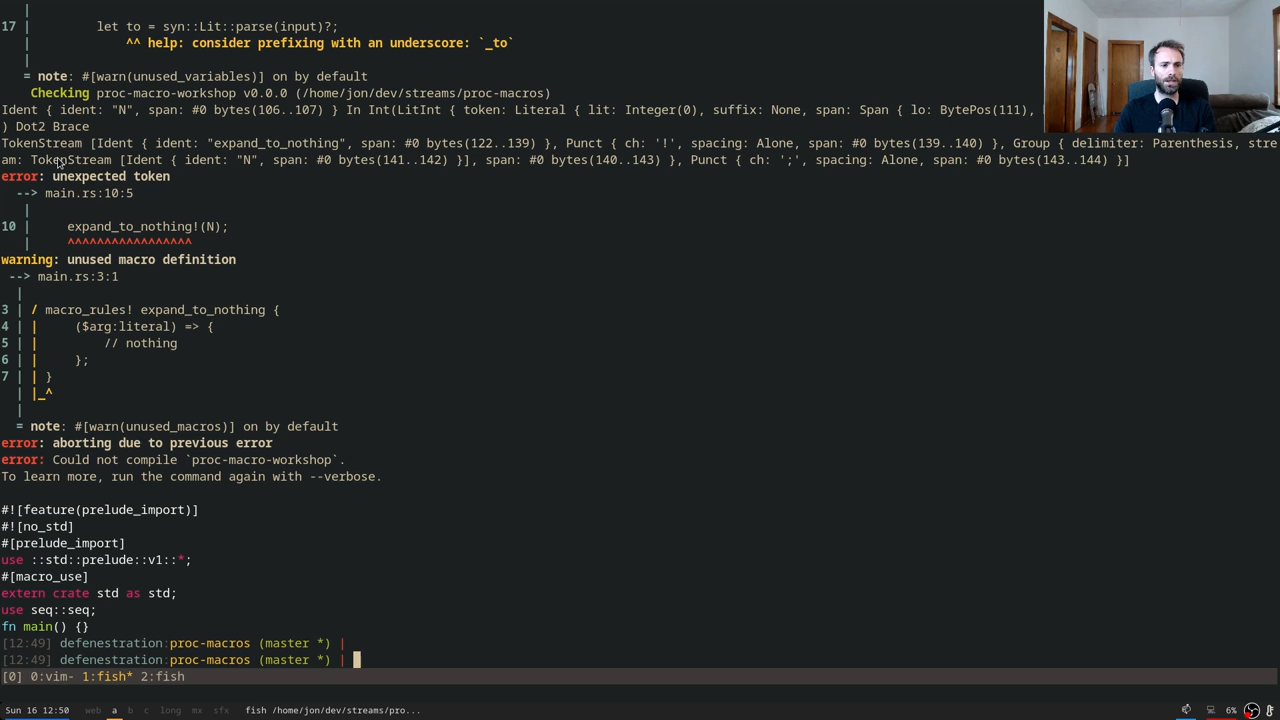 |
17 |         let to = syn::Lit::parse(input)?;
   |             ^^ help: consider prefixing with an underscore: `_to`
   |
   = note: #[warn(unused_variables)] on by default
    Checking proc-macro-workshop v0.0.0 (/home/jon/dev/streams/proc-macros)
Ident { ident: "N", span: #0 bytes(106..107) } In Int(LitInt { token: Literal { lit: Integer(0), suffix: None, span: Span { lo: BytePos(111),
) Dot2 Brace
TokenStream [Ident { ident: "expand_to_nothing", span: #0 bytes(122..139) }, Punct { ch: '!', spacing: Alone, span: #0 bytes(139..140) }, Group { delimiter: Parenthesis, stre
am: TokenStream [Ident { ident: "N", span: #0 bytes(141..142) }], span: #0 bytes(140..143) }, Punct { ch: ';', spacing: Alone, span: #0 bytes(143..144) }]
error: unexpected token
  --> main.rs:10:5
   |
10 |     expand_to_nothing!(N);
   |     ^^^^^^^^^^^^^^^^^
warning: unused macro definition
 --> main.rs:3:1
  |
3 | / macro_rules! expand_to_nothing {
4 | |     ($arg:literal) => {
5 | |         // nothing
6 | |     };
7 | | }
  | |_^
  |
  = note: #[warn(unused_macros)] on by default
error: aborting due to previous error
error: Could not compile `proc-macro-workshop`.
To learn more, run the command again with --verbose.
#![feature(prelude_import)]
#![no_std]
#[prelude_import]
use ::std::prelude::v1::*;
#[macro_use]
extern crate std as std;
use seq::seq;
fn main() {}
[12:49] defenestration:proc-macros (master *) |
[12:49] defenestration:proc-macros (master *) |
[0] 0:vim- 1:fish* 2:fish
Sun 16 12:50 web a b c long mx sfx fish /home/jon/dev/streams/pro... 6%